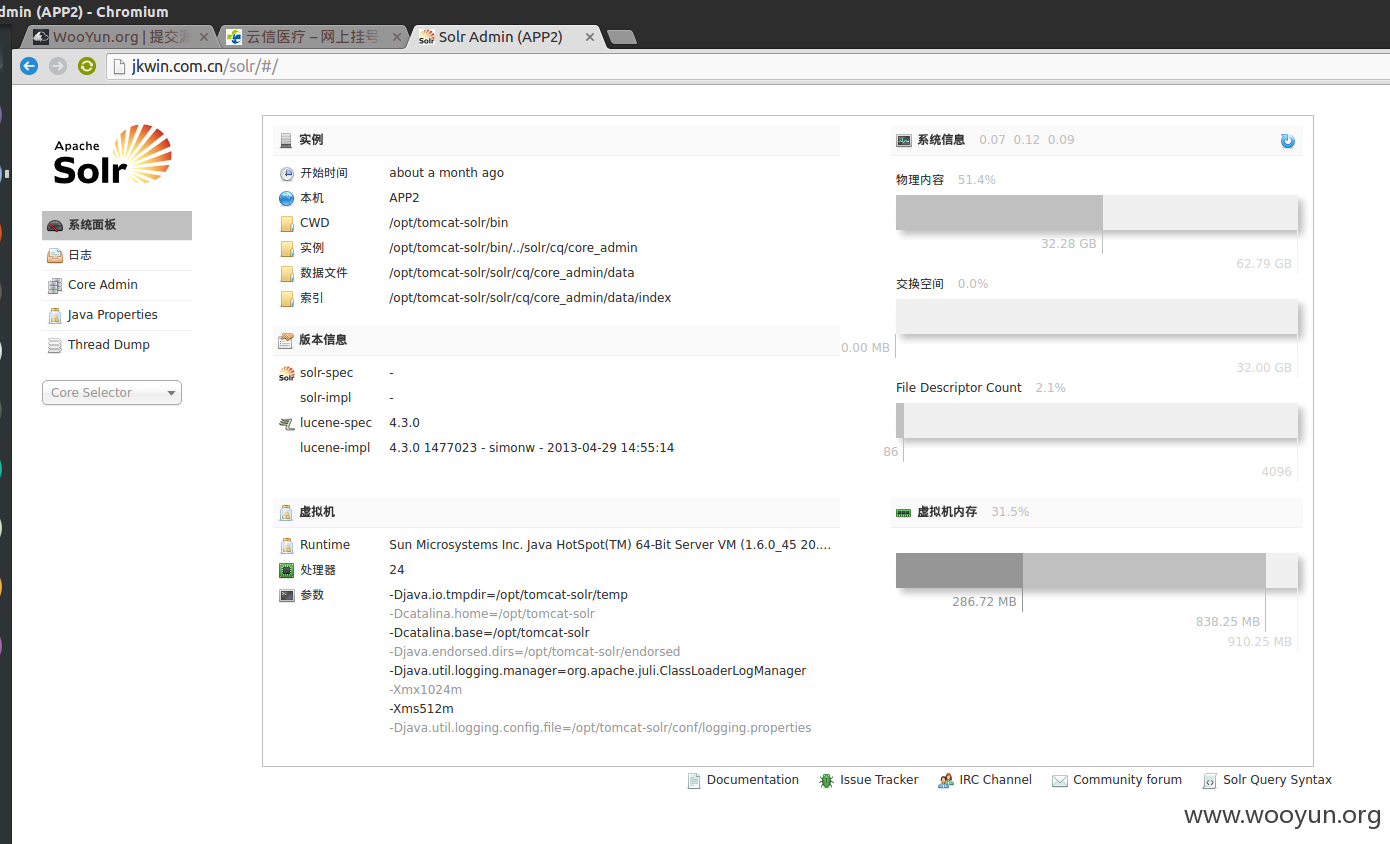 dmin (APP2) - Chromium
WooYun.org | 提交
云信医疗 – 网上挂号
Solr Admin (APP2)
jkwin.com.cn/solr/#/
Apache
Solr
系统面板
日志
Core Admin
Java Properties
Thread Dump
Core Selector
实例
开始时间 about a month ago
本机 APP2
CWD /opt/tomcat-solr/bin
实例 /opt/tomcat-solr/bin/../solr/cq/core_admin
数据文件 /opt/tomcat-solr/solr/cq/core_admin/data
索引 /opt/tomcat-solr/solr/cq/core_admin/data/index
版本信息
solr-spec -
solr-impl -
lucene-spec 4.3.0
lucene-impl 4.3.0 1477023 - simonw - 2013-04-29 14:55:14
虚拟机
Runtime Sun Microsystems Inc. Java HotSpot(TM) 64-Bit Server VM (1.6.0_45 20....
处理器 24
参数 -Djava.io.tmpdir=/opt/tomcat-solr/temp
-Dcatalina.home=/opt/tomcat-solr
-Dcatalina.base=/opt/tomcat-solr
-Djava.endorsed.dirs=/opt/tomcat-solr/endorsed
-Djava.util.logging.manager=org.apache.juli.ClassLoaderLogManager
-Xmx1024m
-Xms512m
-Djava.util.logging.config.file=/opt/tomcat-solr/conf/logging.properties
系统信息 0.07 0.12 0.09
物理内容 51.4%
32.28 GB
62.79 GB
交换空间 0.0%
0.00 MB
32.00 GB
File Descriptor Count 2.1%
86
4096
虚拟机内存 31.5%
286.72 MB
838.25 MB
910.25 MB
Documentation Issue Tracker IRC Channel Community forum Solr Query Syntax
www.wooyun.org